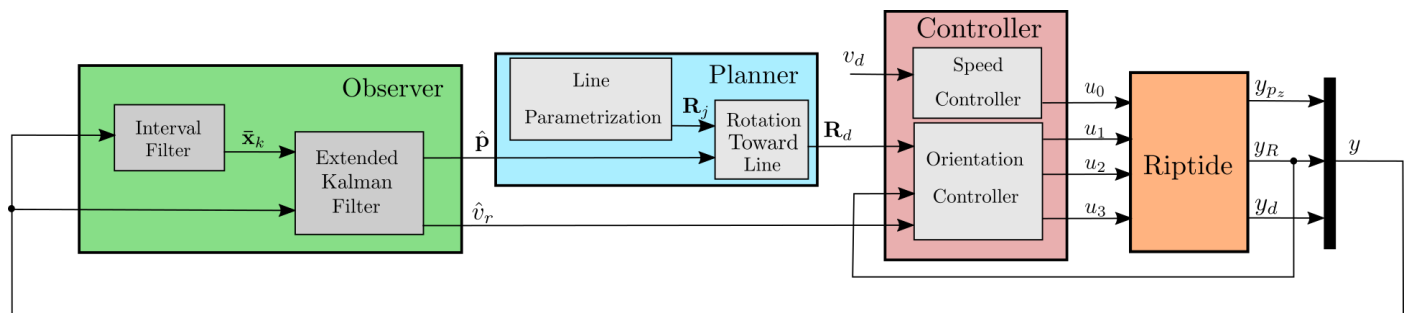 Observer
Interval
Filter
x̄ₖ
Extended
Kalman
Filter
p̂
v̂ᵣ
Planner
Line
Parametrization
Rⱼ
Rotation
Toward
Line
R_d
Controller
v_d
Speed
Controller
Orientation
Controller
u₀
u₁
u₂
u₃
Riptide
y_{p_z}
y_R
y_d
y